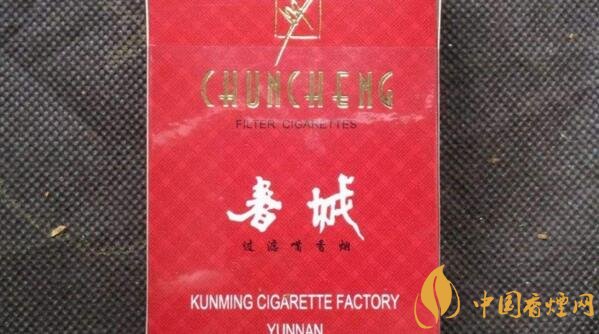 CHUNCHENG
FILTER CIGARETTES
春城
过滤嘴香烟
KUNMING CIGARETTE FACTORY
YUNNAN
中国香烟网